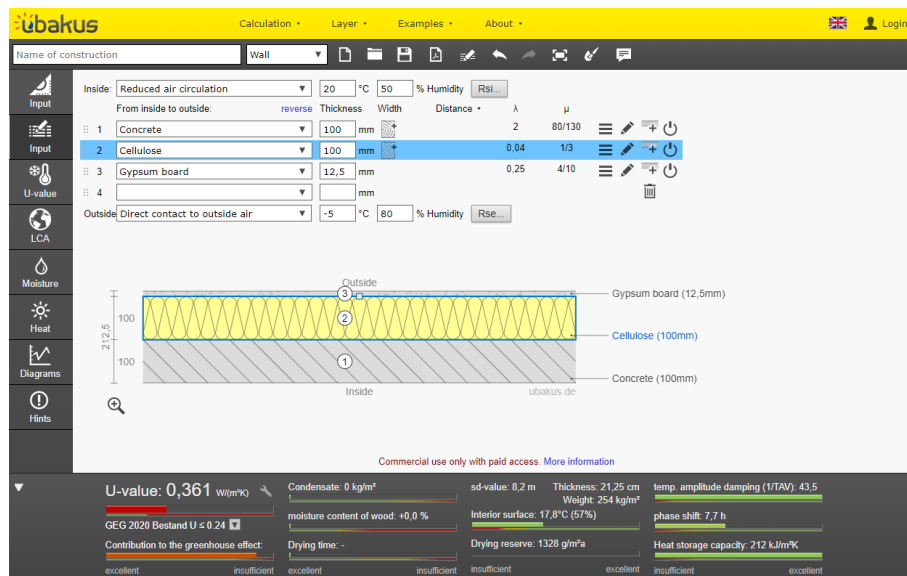 ubakus
Calculation Layer Examples About Login
Name of construction Wall
Input
Input
U-value
LCA
Moisture
Heat
Diagrams
Hints
Inside: Reduced air circulation 20 °C 50 % Humidity Rsi...
From inside to outside: reverse Thickness Width Distance λ μ
1 Concrete 100 mm 2 80/130
2 Cellulose 100 mm 0,04 1/3
3 Gypsum board 12,5 mm 0,25 4/10
4 mm
Outside Direct contact to outside air -5 °C 80 % Humidity Rse...
Outside
3
Gypsum board (12,5mm)
100
2
Cellulose (100mm)
212,5
100
1
Concrete (100mm)
Inside
ubakus.de
Commercial use only with paid access. More information
U-value: 0,361 W/(m²K)
GEG 2020 Bestand U ≤ 0.24
Contribution to the greenhouse effect:
excellent insufficient
Condensate: 0 kg/m²
moisture content of wood: +0,0 %
Drying time: -
excellent insufficient
sd-value: 8,2 m Thickness: 21,25 cm
Weight: 254 kg/m²
Interior surface: 17,8°C (57%)
Drying reserve: 1328 g/m²a
insufficient excellent
temp. amplitude damping (1/TAV): 43,5
phase shift: 7,7 h
Heat storage capacity: 212 kJ/m²K
insufficient excellent